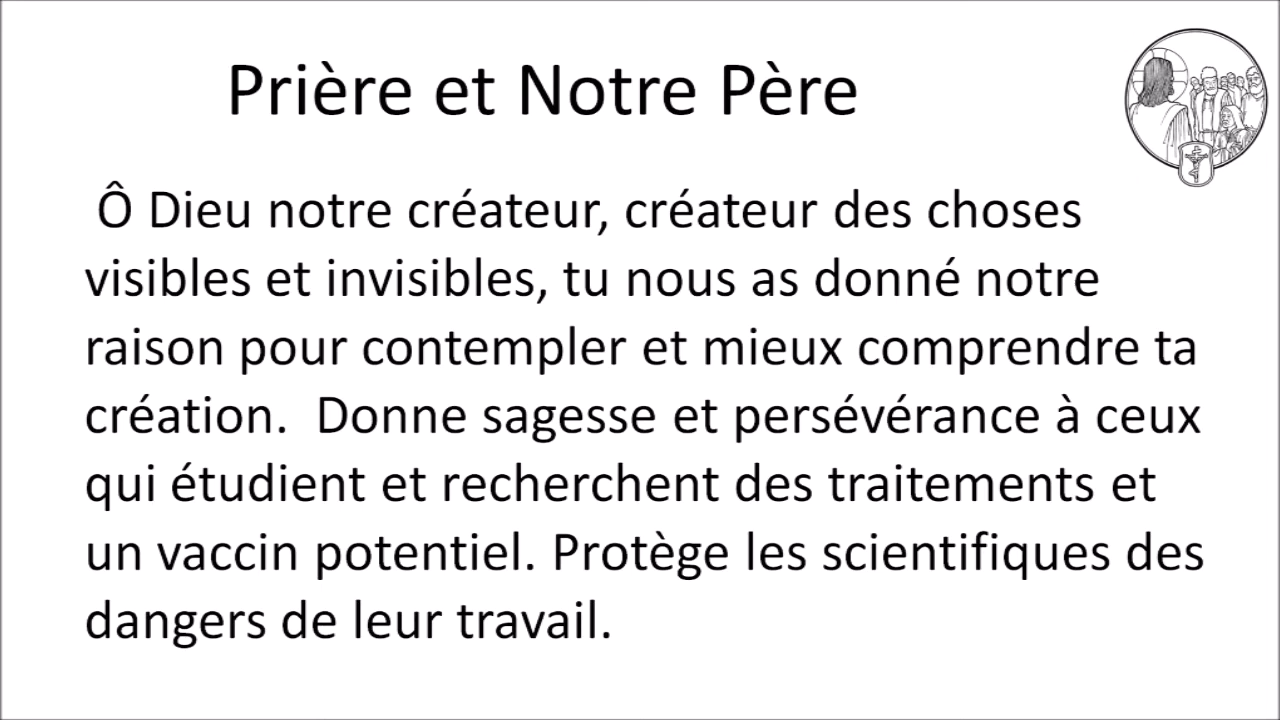 Prière et Notre Père
Ô Dieu notre créateur, créateur des choses
visibles et invisibles, tu nous as donné notre
raison pour contempler et mieux comprendre ta
création.  Donne sagesse et persévérance à ceux
qui étudient et recherchent des traitements et
un vaccin potentiel. Protège les scientifiques des
dangers de leur travail.